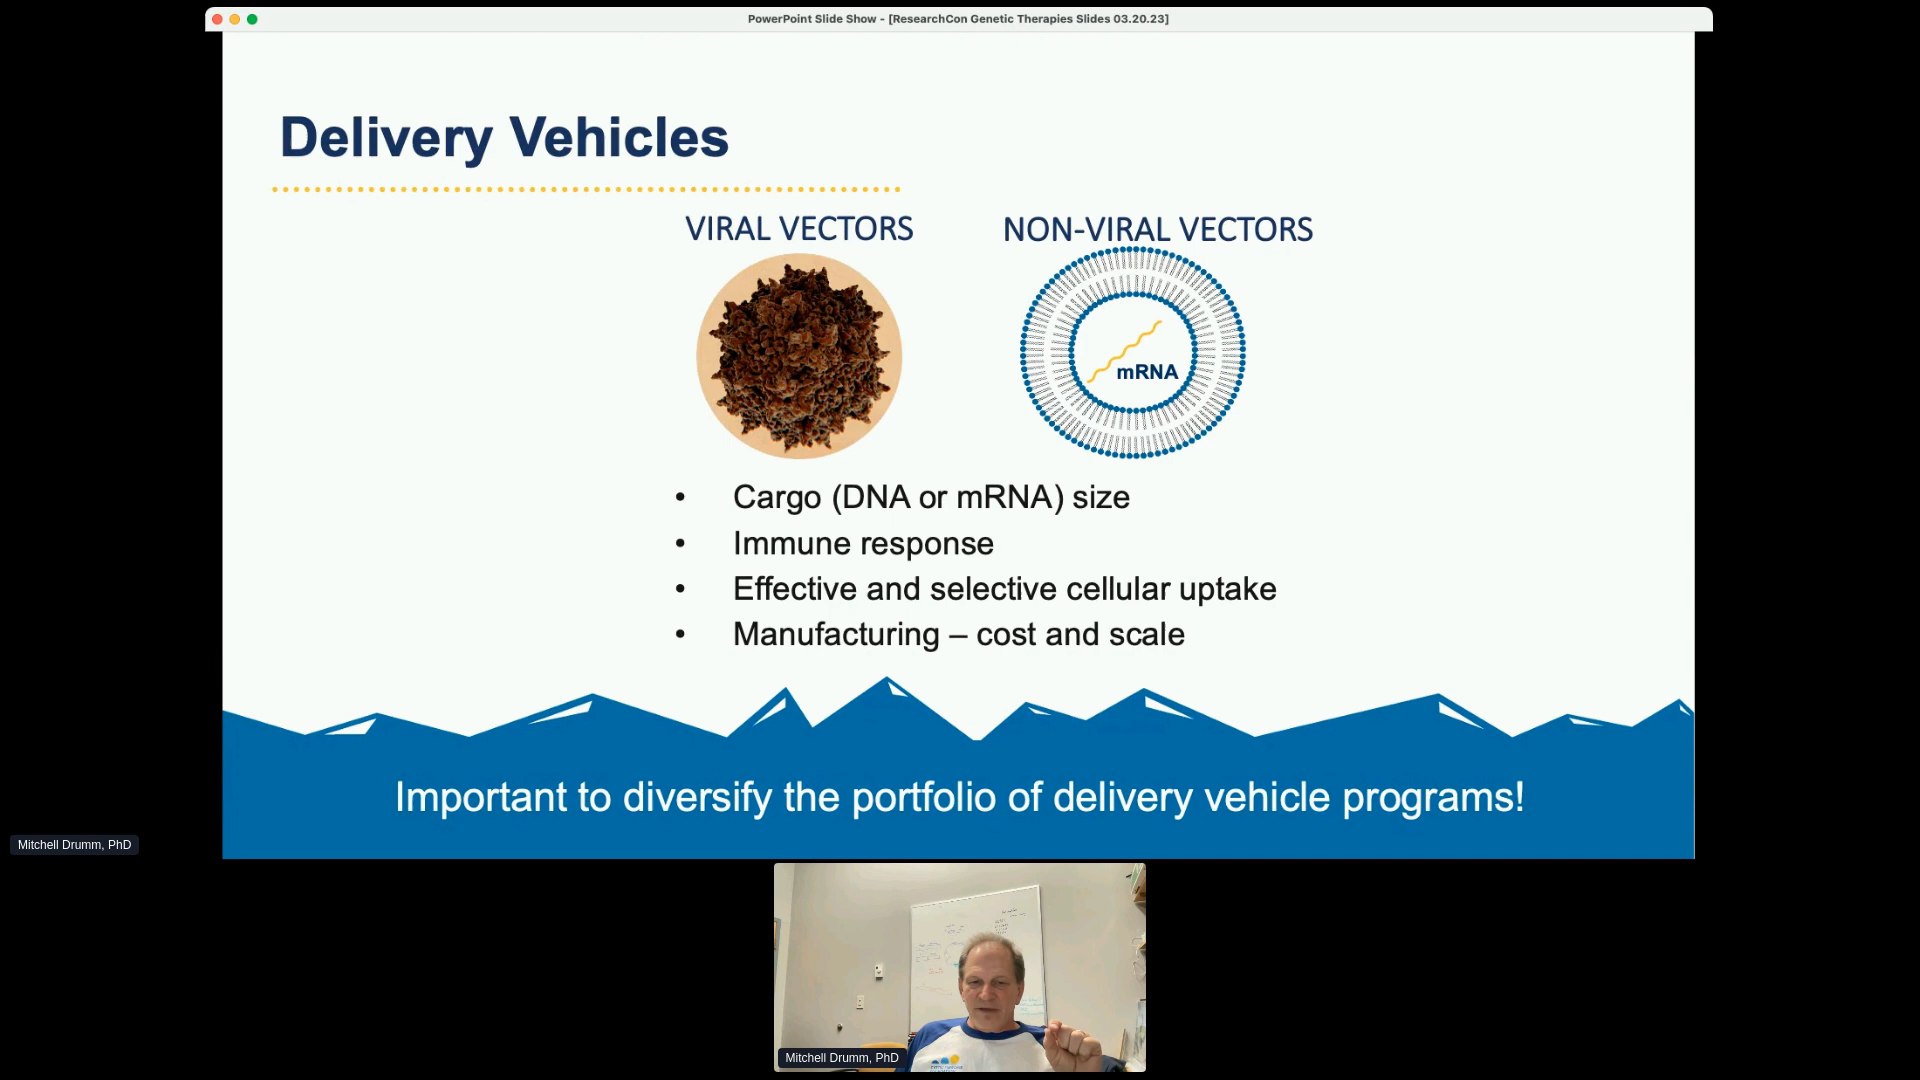 PowerPoint Slide Show - [ResearchCon Genetic Therapies Slides 03.20.23]
Delivery Vehicles
VIRAL VECTORS
NON-VIRAL VECTORS
mRNA
• Cargo (DNA or mRNA) size
• Immune response
• Effective and selective cellular uptake
• Manufacturing – cost and scale
Important to diversify the portfolio of delivery vehicle programs!
Mitchell Drumm, PhD
Mitchell Drumm, PhD